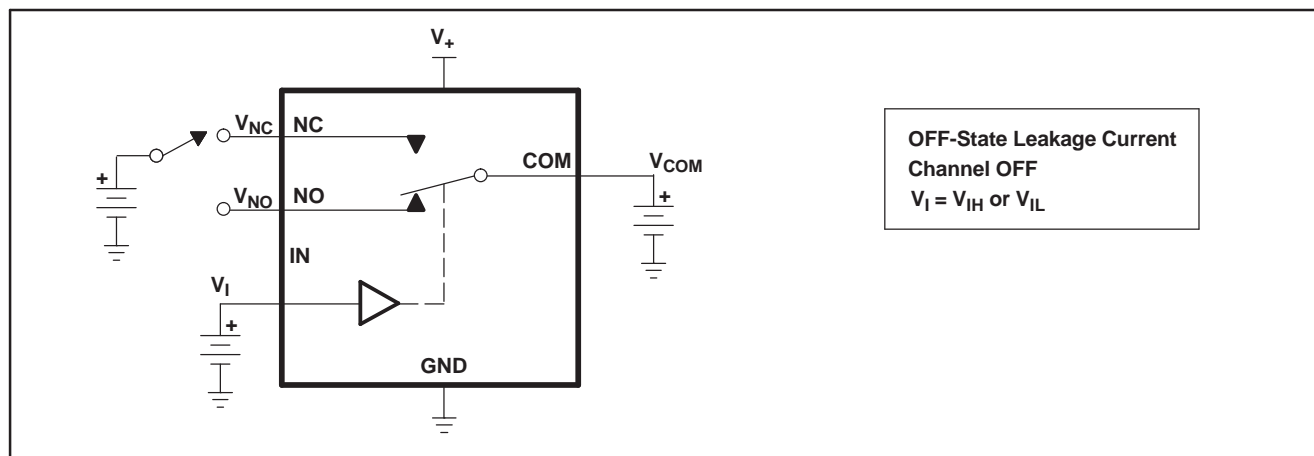 V+
VNC NC
COM VCOM
+
VNO NO
+
IN
VI
+
GND
OFF-State Leakage Current
Channel OFF
VI = VIH or VIL